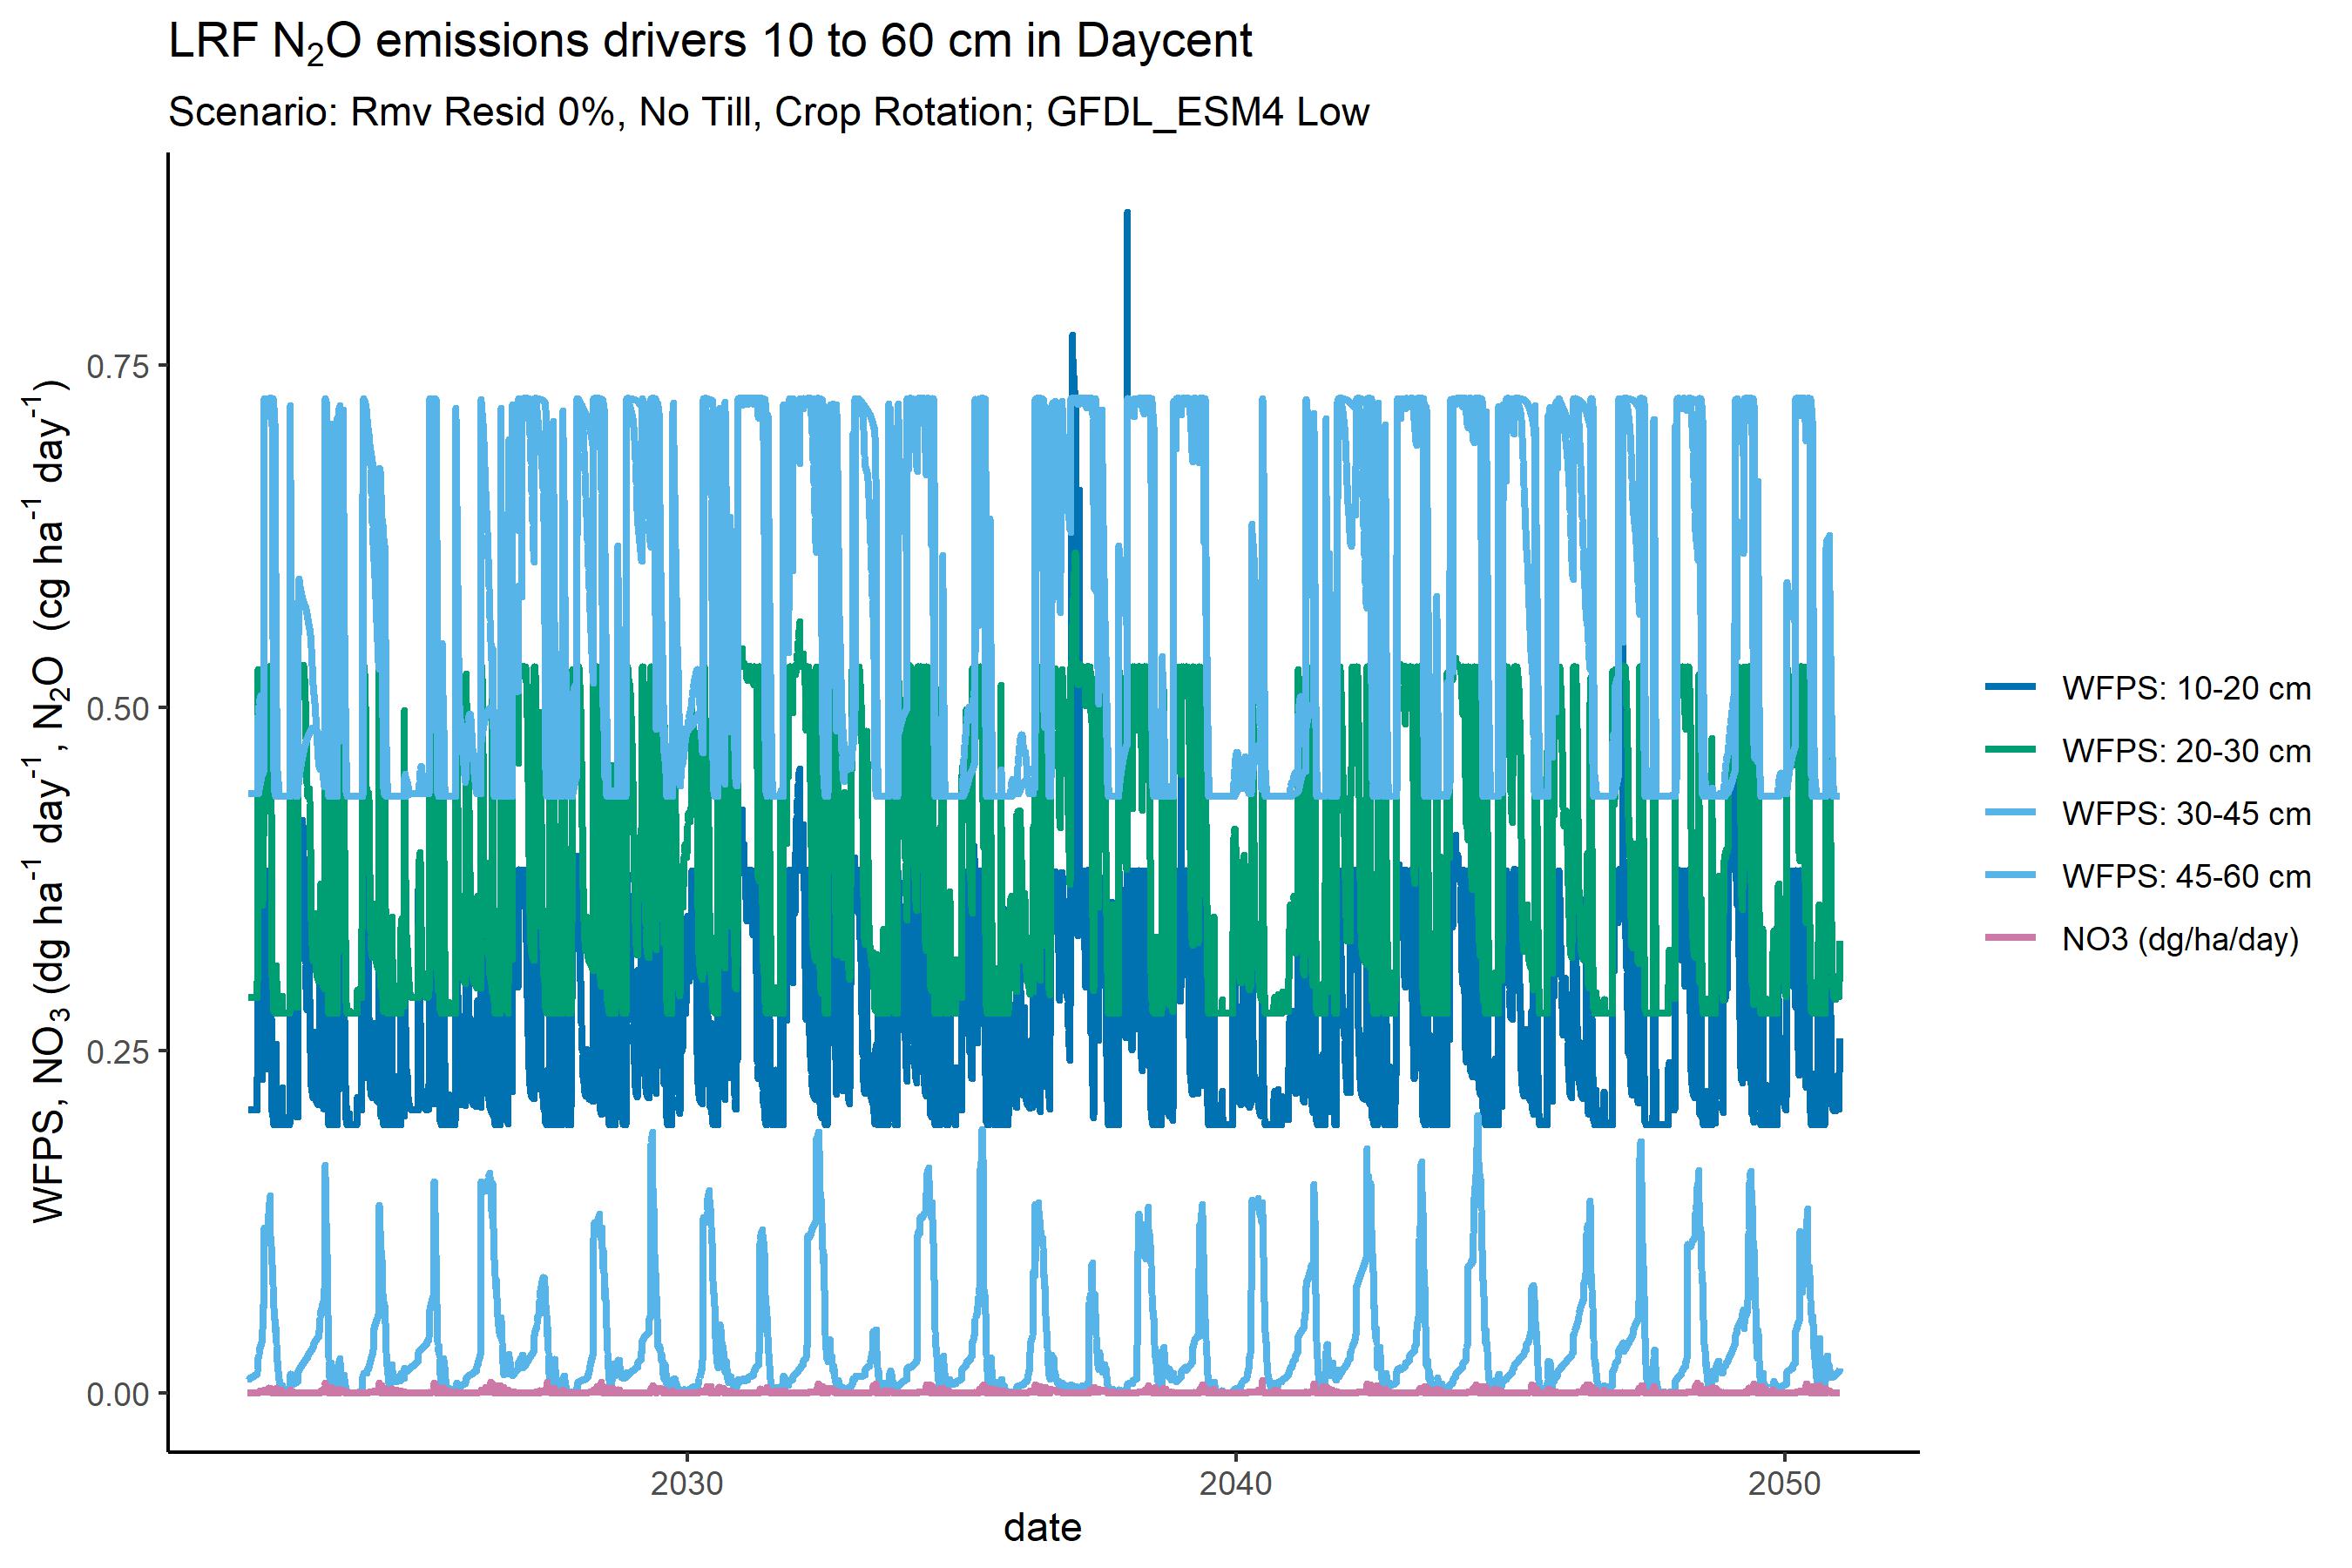 LRF N₂O emissions drivers 10 to 60 cm in Daycent
Scenario: Rmv Resid 0%, No Till, Crop Rotation; GFDL_ESM4 Low
WFPS, NO₃ (dg ha⁻¹ day⁻¹, N₂O  (cg ha⁻¹ day⁻¹)
0.75
0.50
0.25
0.00
2030
2040
2050
date
WFPS: 10-20 cm
WFPS: 20-30 cm
WFPS: 30-45 cm
WFPS: 45-60 cm
NO3 (dg/ha/day)